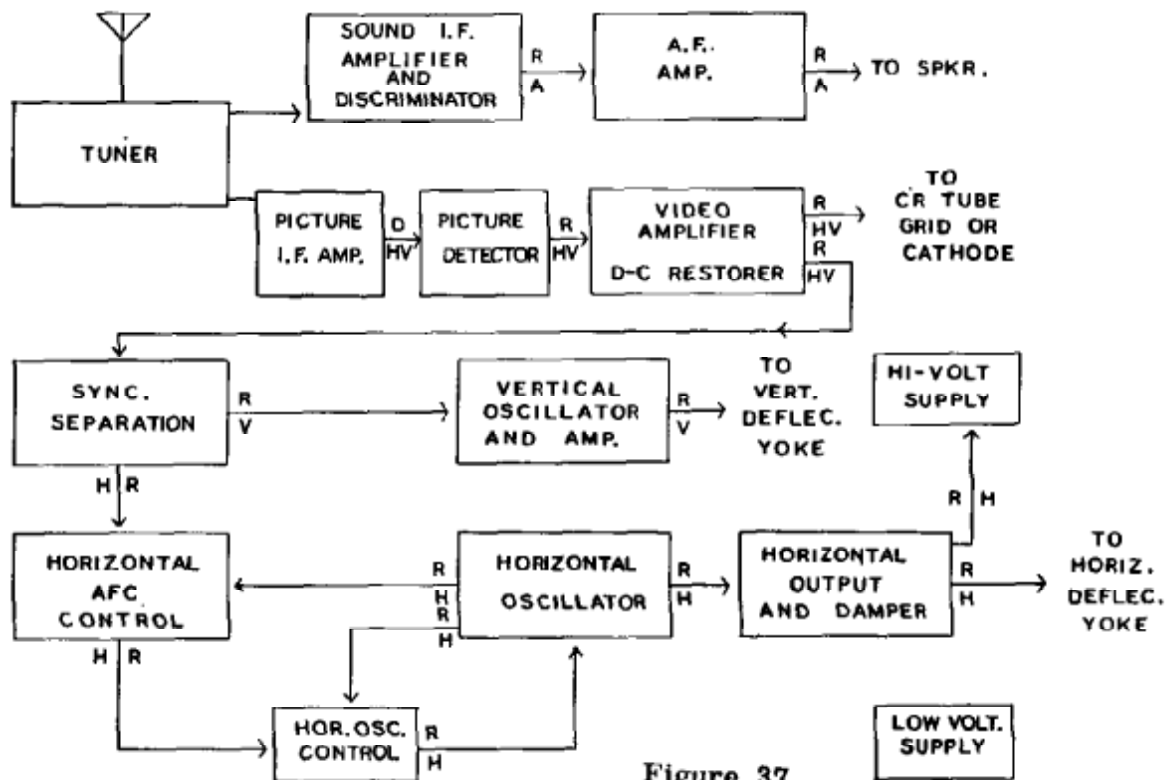 SOUND I.F.
AMPLIFIER
AND
DISCRIMINATOR
R
A
A.F.
AMP.
R
A
TO SPKR.
TUNER
PICTURE
I.F. AMP.
D
HV
PICTURE
DETECTOR
R
HV
VIDEO
AMPLIFIER
D-C RESTORER
R
HV
R
HV
TO
CR TUBE
GRID OR
CATHODE
SYNC.
SEPARATION
R
V
VERTICAL
OSCILLATOR
AND AMP.
R
V
TO
VERT.
DEFLEC.
YOKE
HI-VOLT
SUPPLY
H R
R H
HORIZONTAL
AFC
CONTROL
R
H
R
H
HORIZONTAL
OSCILLATOR
R
H
HORIZONTAL
OUTPUT
AND DAMPER
R
H
TO
HORIZ.
DEFLEC.
YOKE
H R
HOR. OSC.
CONTROL
R
H
LOW VOLT.
SUPPLY
Figure 37